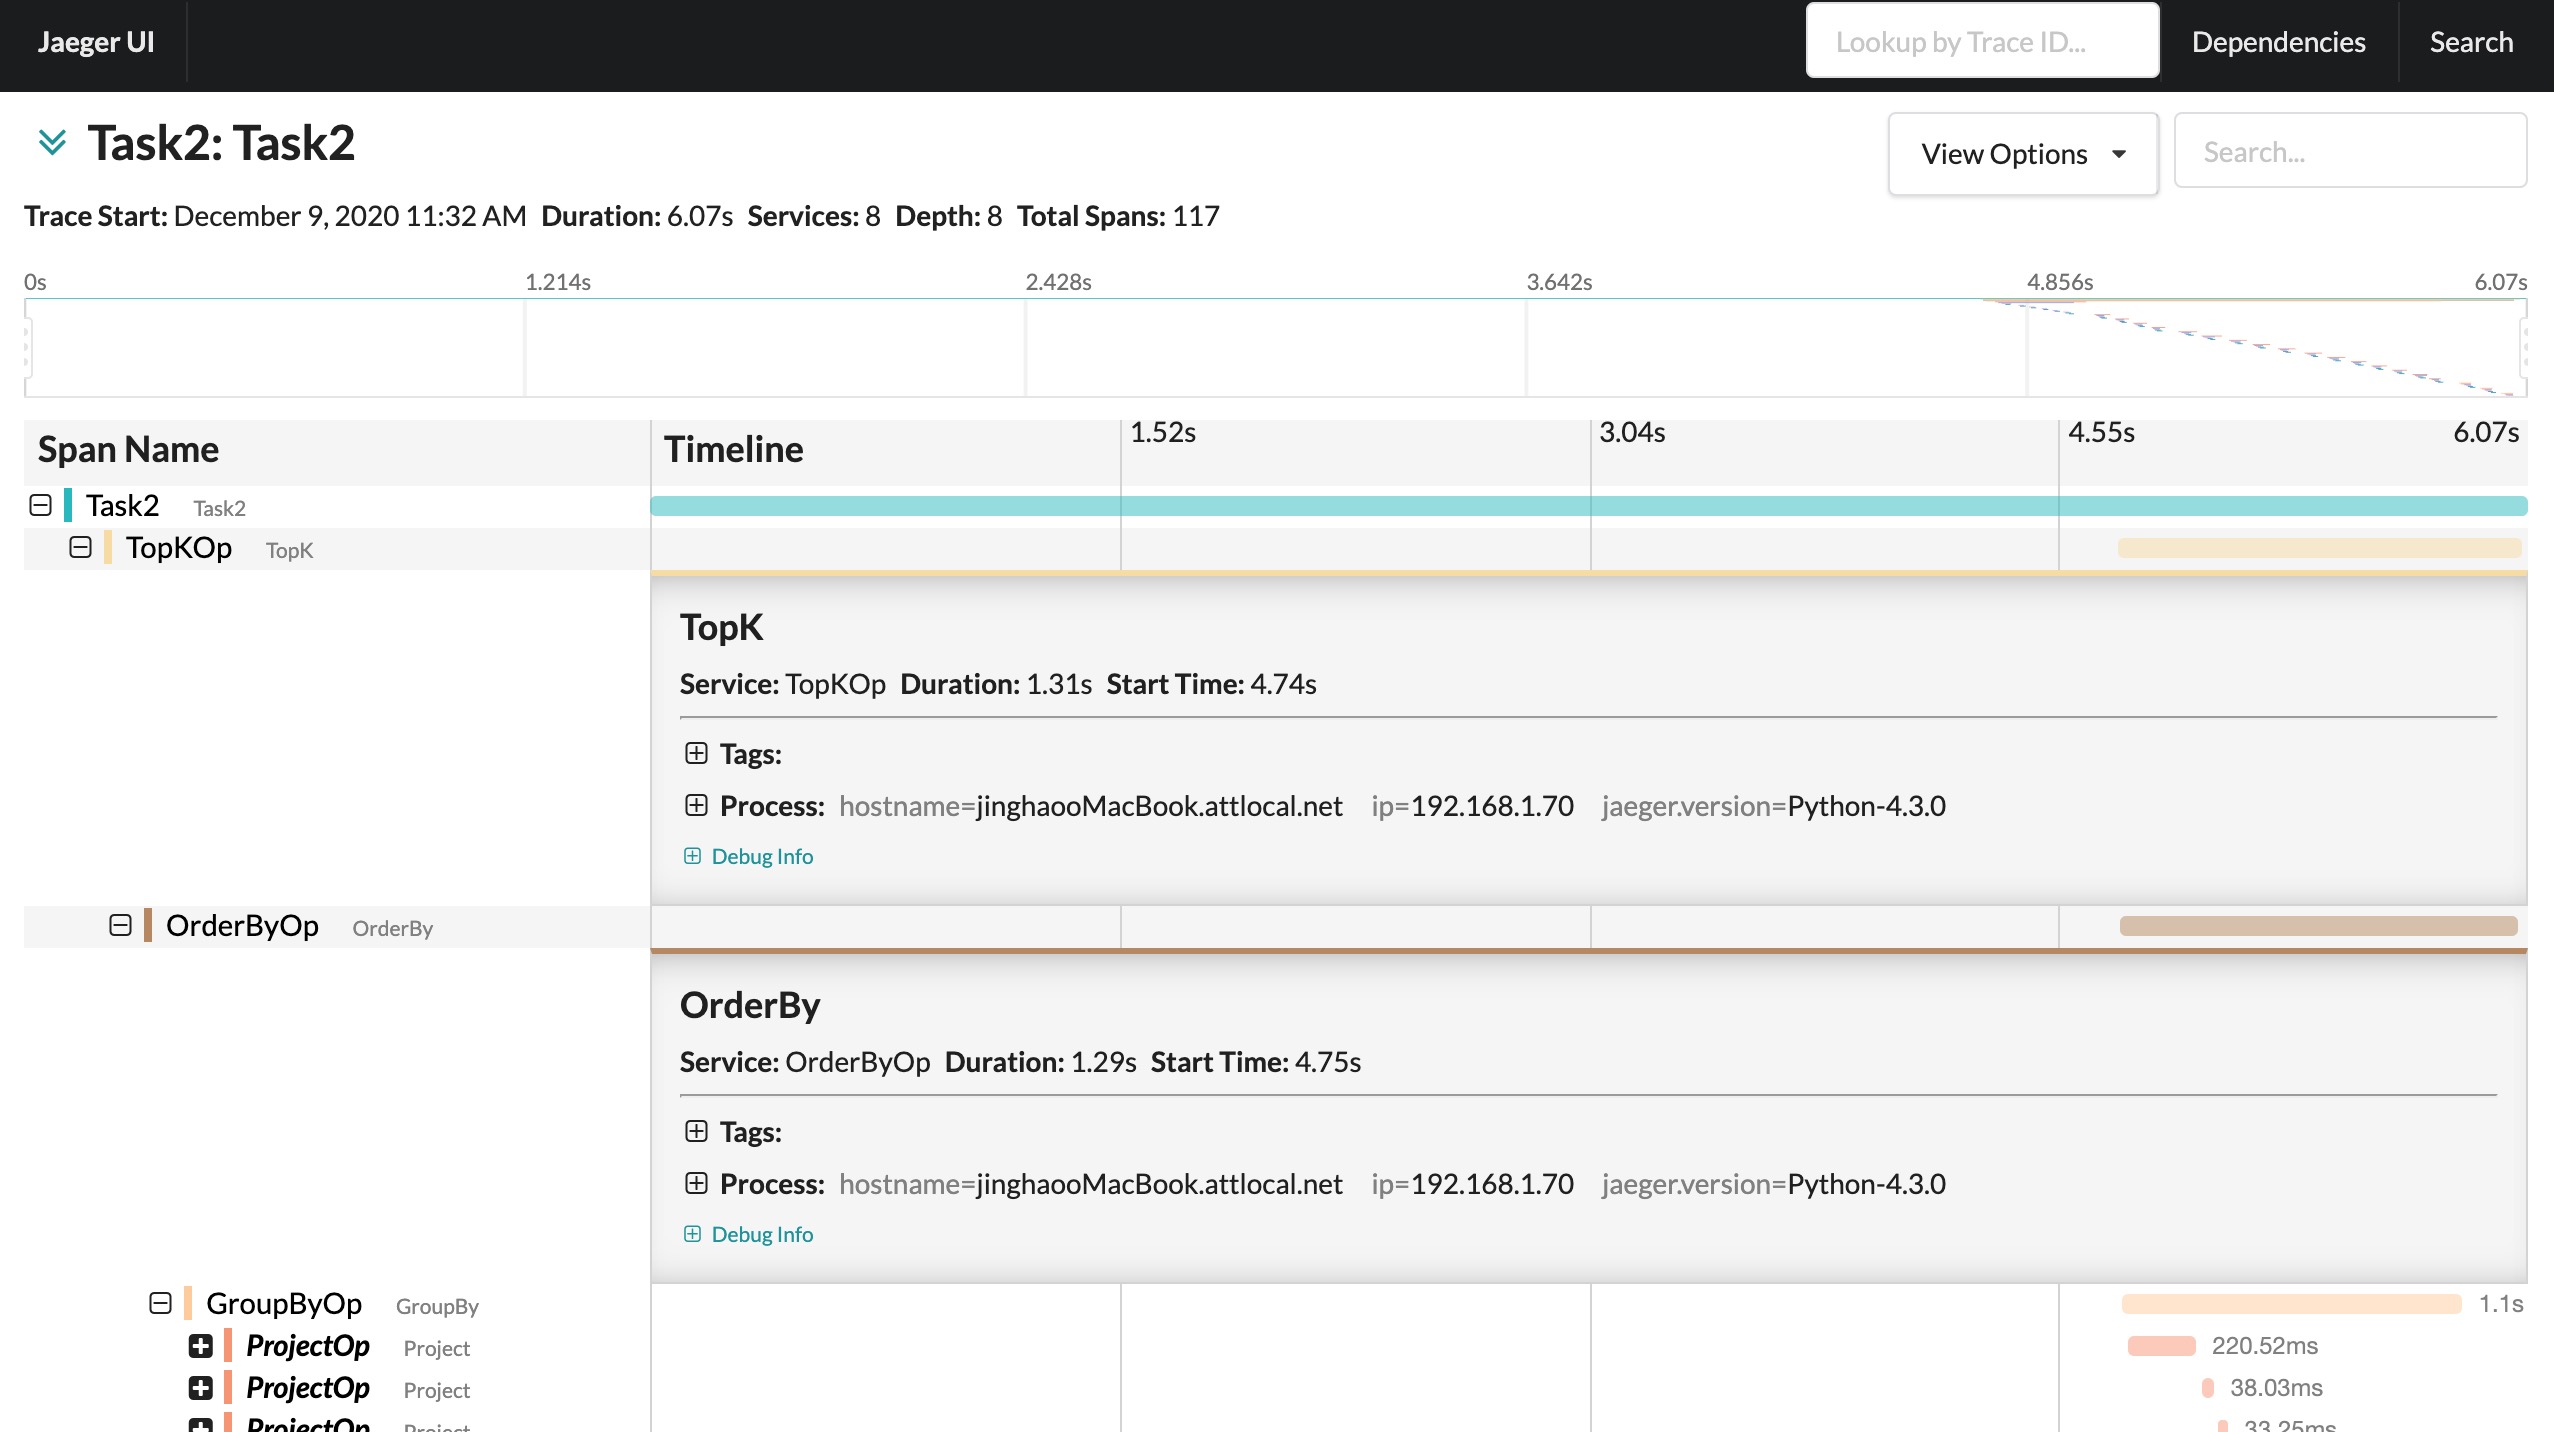 Jaeger UI Lookup by Trace ID... Dependencies Search
Task2: Task2 View Options Search...
Trace Start: December 9, 2020 11:32 AM Duration: 6.07s Services: 8 Depth: 8 Total Spans: 117
0s 1.214s 2.428s 3.642s 4.856s 6.07s
Span Name Timeline 1.52s 3.04s 4.55s 6.07s
Task2 Task2
TopKOp TopK
TopK
Service: TopKOp Duration: 1.31s Start Time: 4.74s
Tags:
Process: hostname=jinghaooMacBook.attlocal.net ip=192.168.1.70 jaeger.version=Python-4.3.0
Debug Info
OrderByOp OrderBy
OrderBy
Service: OrderByOp Duration: 1.29s Start Time: 4.75s
Tags:
Process: hostname=jinghaooMacBook.attlocal.net ip=192.168.1.70 jaeger.version=Python-4.3.0
Debug Info
GroupByOp GroupBy 1.1s
ProjectOp Project 220.52ms
ProjectOp Project 38.03ms
ProjectOp Project 33.25ms